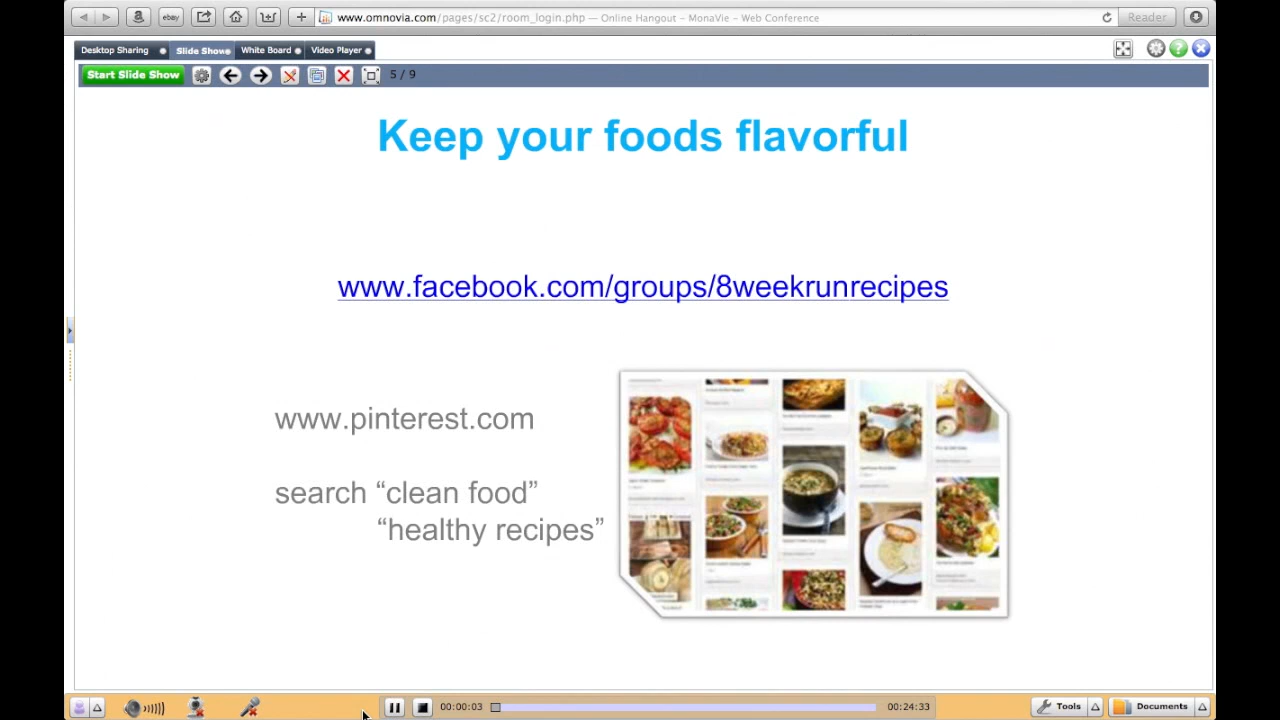 ebay
www.omnovia.com/pages/sc2/room_login.php — Online Hangout – MonaVie – Web Conference
Reader
Desktop Sharing
Slide Show
White Board
Video Player
Start Slide Show
5 / 9
Keep your foods flavorful
www.facebook.com/groups/8weekrunrecipes
www.pinterest.com
search “clean food”
“healthy recipes”
00:00:03
00:24:33
Tools
Documents